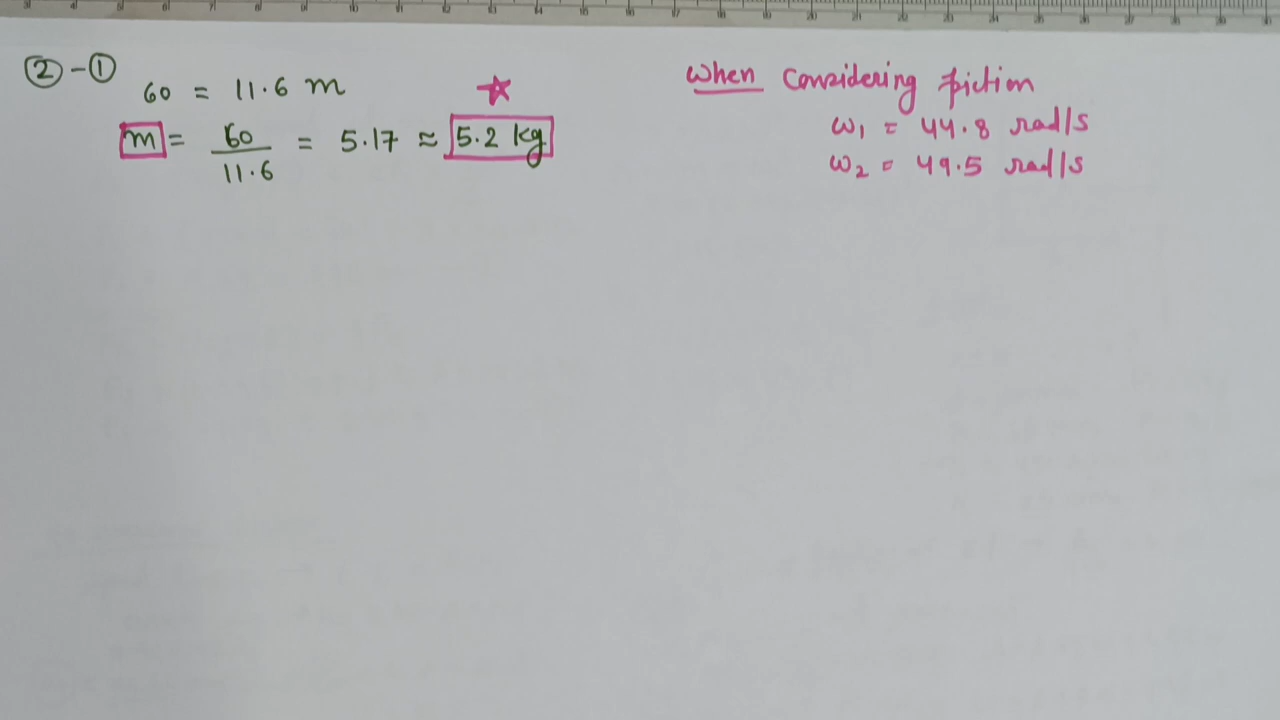 ② - ①
60 = 11.6 m
m = 60/11.6 = 5.17 ≈ 5.2 kg
When Considering friction
ω₁ = 44.8 rad/s
ω₂ = 49.5 rad/s